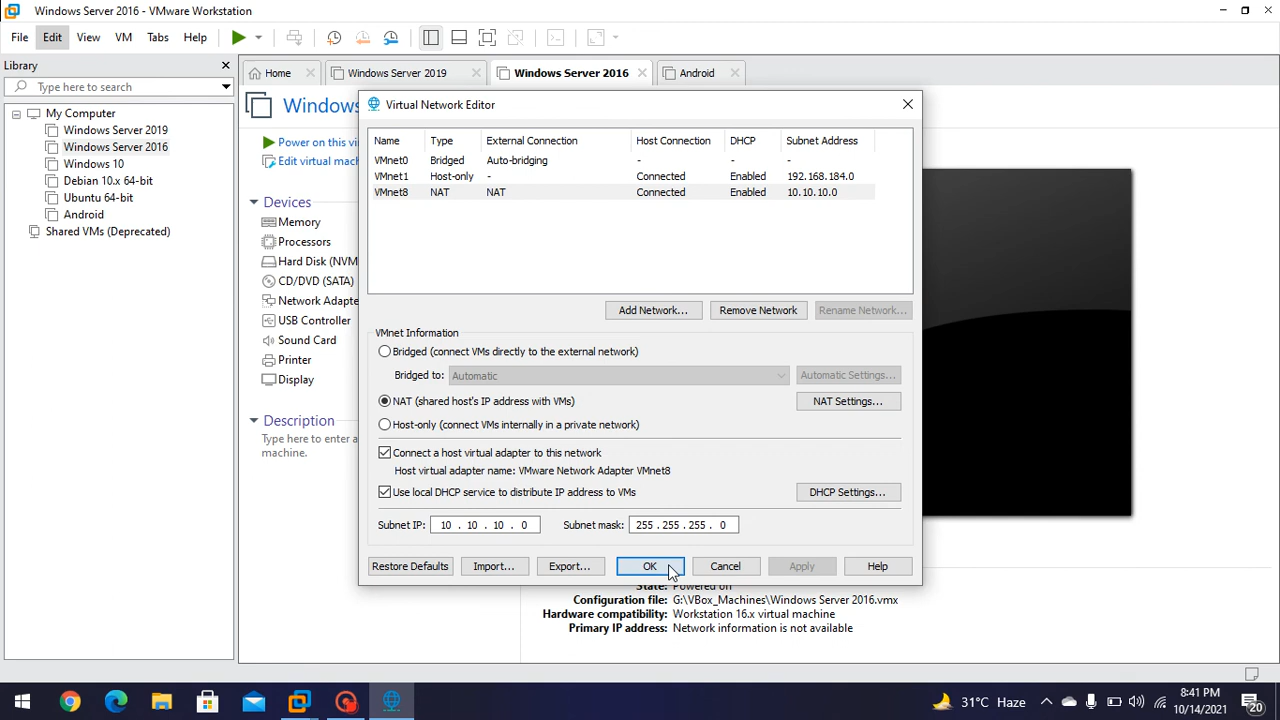 Windows Server 2016 - VMware Workstation
File Edit View VM Tabs Help
Library
Type here to search
My Computer
Windows Server 2019
Windows Server 2016
Windows 10
Debian 10.x 64-bit
Ubuntu 64-bit
Android
Shared VMs (Deprecated)
Home
Windows Server 2019
Windows Server 2016
Android
Windows
Power on this vi
Edit virtual mach
Devices
Memory
Processors
Hard Disk (NVM
CD/DVD (SATA)
Network Adapte
USB Controller
Sound Card
Printer
Display
Description
Type here to enter a
machine.
Virtual Network Editor
Name Type External Connection Host Connection DHCP Subnet Address
VMnet0 Bridged Auto-bridging - - -
VMnet1 Host-only - Connected Enabled 192.168.184.0
VMnet8 NAT NAT Connected Enabled 10.10.10.0
Add Network... Remove Network Rename Network...
VMnet Information
Bridged (connect VMs directly to the external network)
Bridged to: Automatic Automatic Settings...
NAT (shared host's IP address with VMs) NAT Settings...
Host-only (connect VMs internally in a private network)
Connect a host virtual adapter to this network
Host virtual adapter name: VMware Network Adapter VMnet8
Use local DHCP service to distribute IP address to VMs DHCP Settings...
Subnet IP: 10 . 10 . 10 . 0 Subnet mask: 255 . 255 . 255 . 0
Restore Defaults Import... Export... OK Cancel Apply Help
State: Powered off
Configuration file: G:\VBox_Machines\Windows Server 2016.vmx
Hardware compatibility: Workstation 16.x virtual machine
Primary IP address: Network information is not available
31°C Haze
8:41 PM
10/14/2021
20